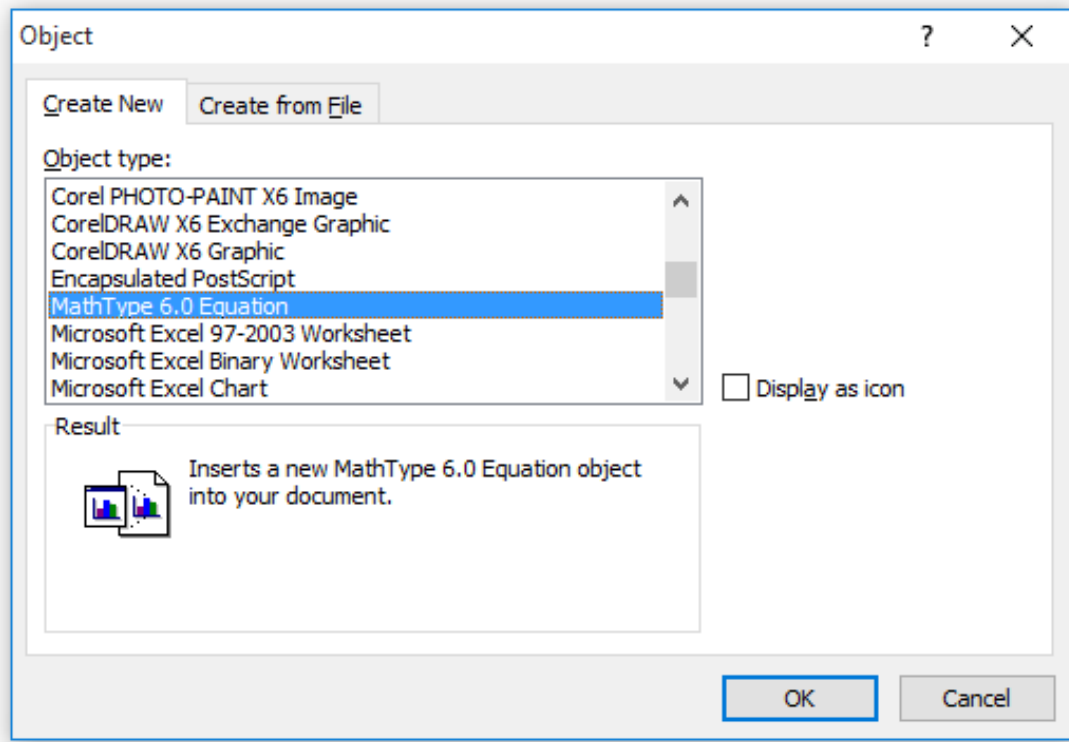 Object
Create New
Create from File
Object type:
Corel PHOTO-PAINT X6 Image
CorelDRAW X6 Exchange Graphic
CorelDRAW X6 Graphic
Encapsulated PostScript
MathType 6.0 Equation
Microsoft Excel 97-2003 Worksheet
Microsoft Excel Binary Worksheet
Microsoft Excel Chart
Display as icon
Result
Inserts a new MathType 6.0 Equation object
into your document.
OK
Cancel